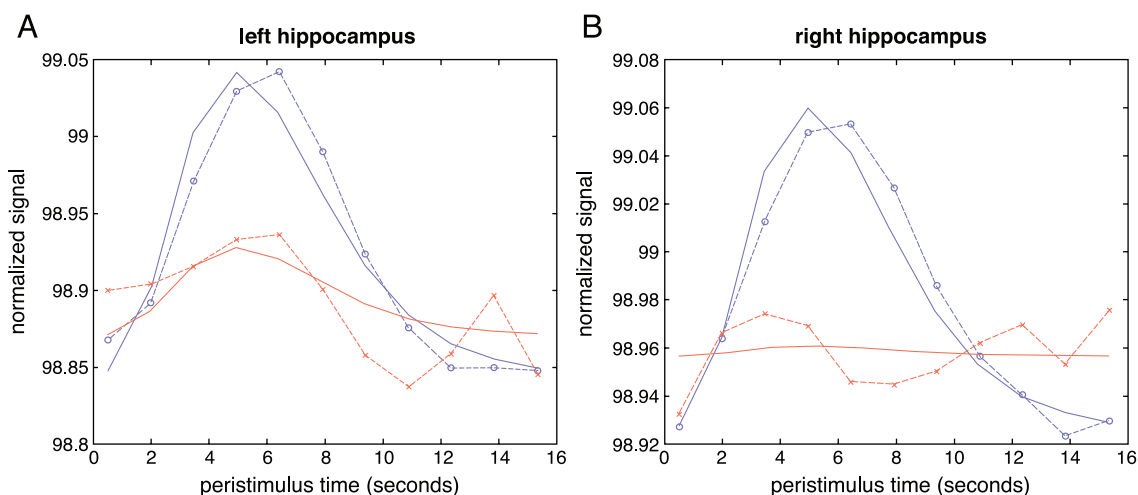 A
left hippocampus
99.05
99
98.95
98.9
98.85
98.8
normalized signal
0 2 4 6 8 10 12 14 16
peristimulus time (seconds)
B
right hippocampus
99.08
99.06
99.04
99.02
99
98.98
98.96
98.94
98.92
normalized signal
0 2 4 6 8 10 12 14 16
peristimulus time (seconds)